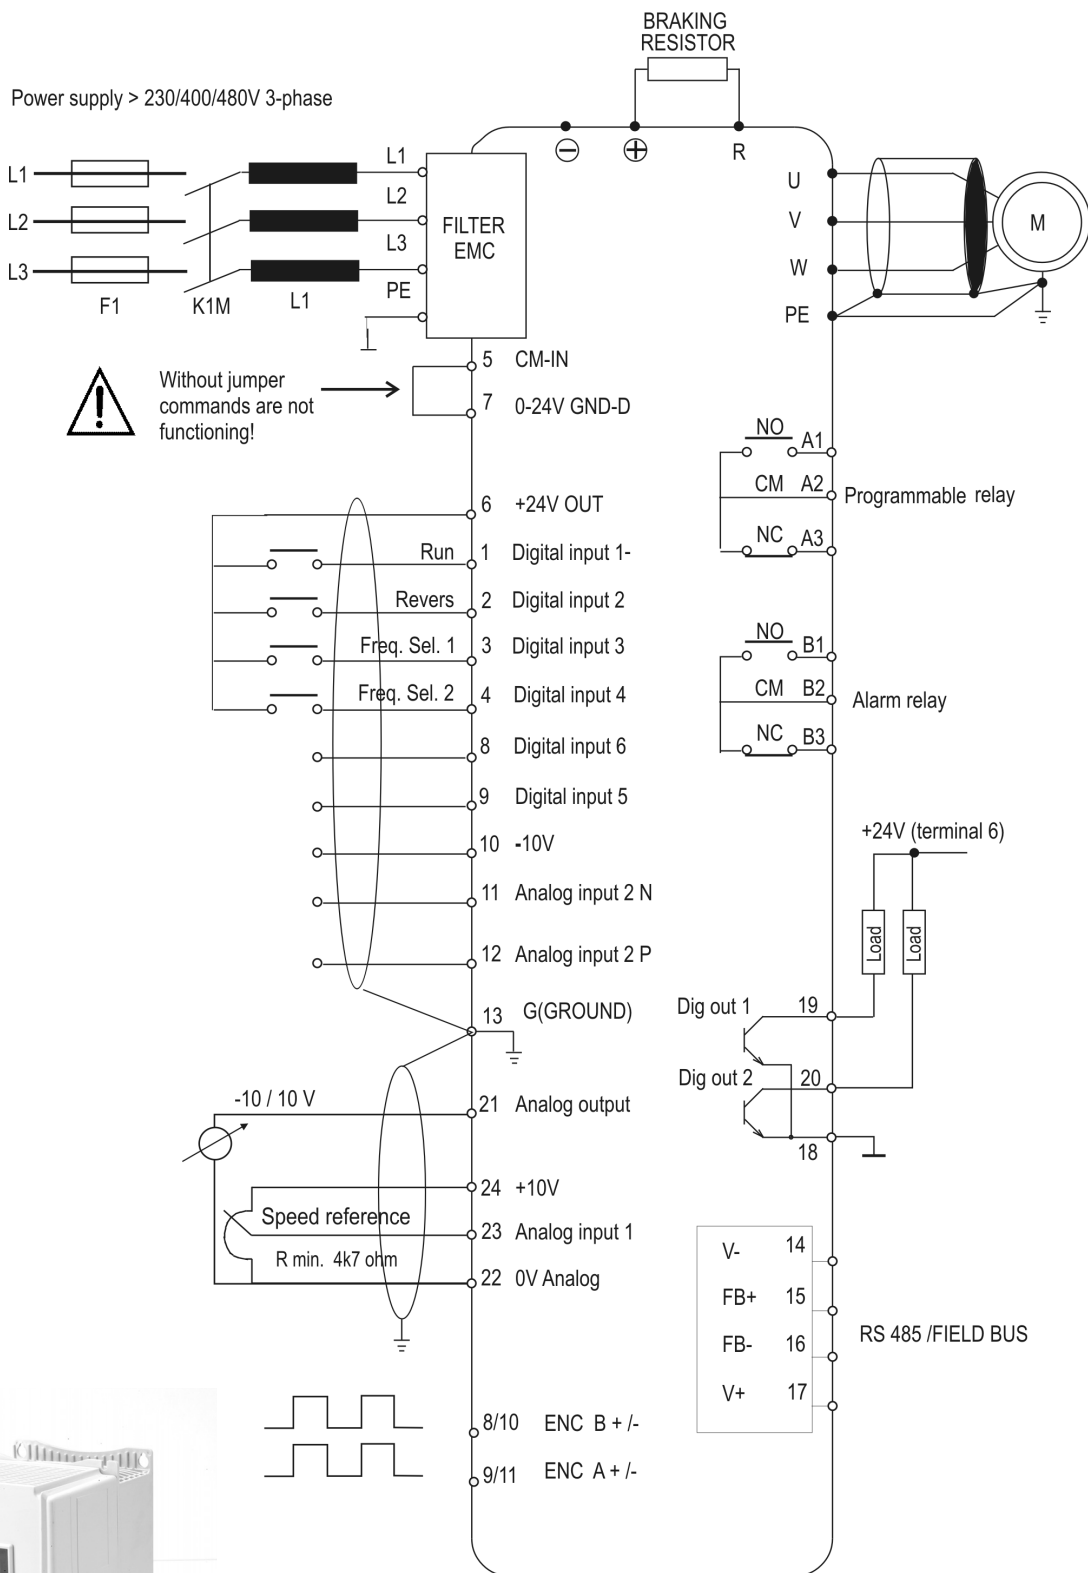 BRAKING
RESISTOR
Power supply > 230/400/480V 3-phase
⊖
⊕
R
L1
L2
L3
F1
K1M
L1
L1
L2
L3
PE
FILTER
EMC
U
V
W
PE
M
Without jumper
commands are not
functioning!
5 CM-IN
7 0-24V GND-D
6 +24V OUT
Run 1 Digital input 1-
Revers 2 Digital input 2
Freq. Sel. 1 3 Digital input 3
Freq. Sel. 2 4 Digital input 4
8 Digital input 6
9 Digital input 5
10 -10V
11 Analog input 2 N
12 Analog input 2 P
13 G(GROUND)
-10 / 10 V
21 Analog output
24 +10V
Speed reference
23 Analog input 1
R min. 4k7 ohm
22 0V Analog
8/10 ENC B + /-
9/11 ENC A + /-
NO A1
CM A2 Programmable relay
NC A3
NO B1
CM B2 Alarm relay
NC B3
+24V (terminal 6)
Load
Load
Dig out 1 19
Dig out 2 20
18
V- 14
FB+ 15
FB- 16
V+ 17
RS 485 /FIELD BUS